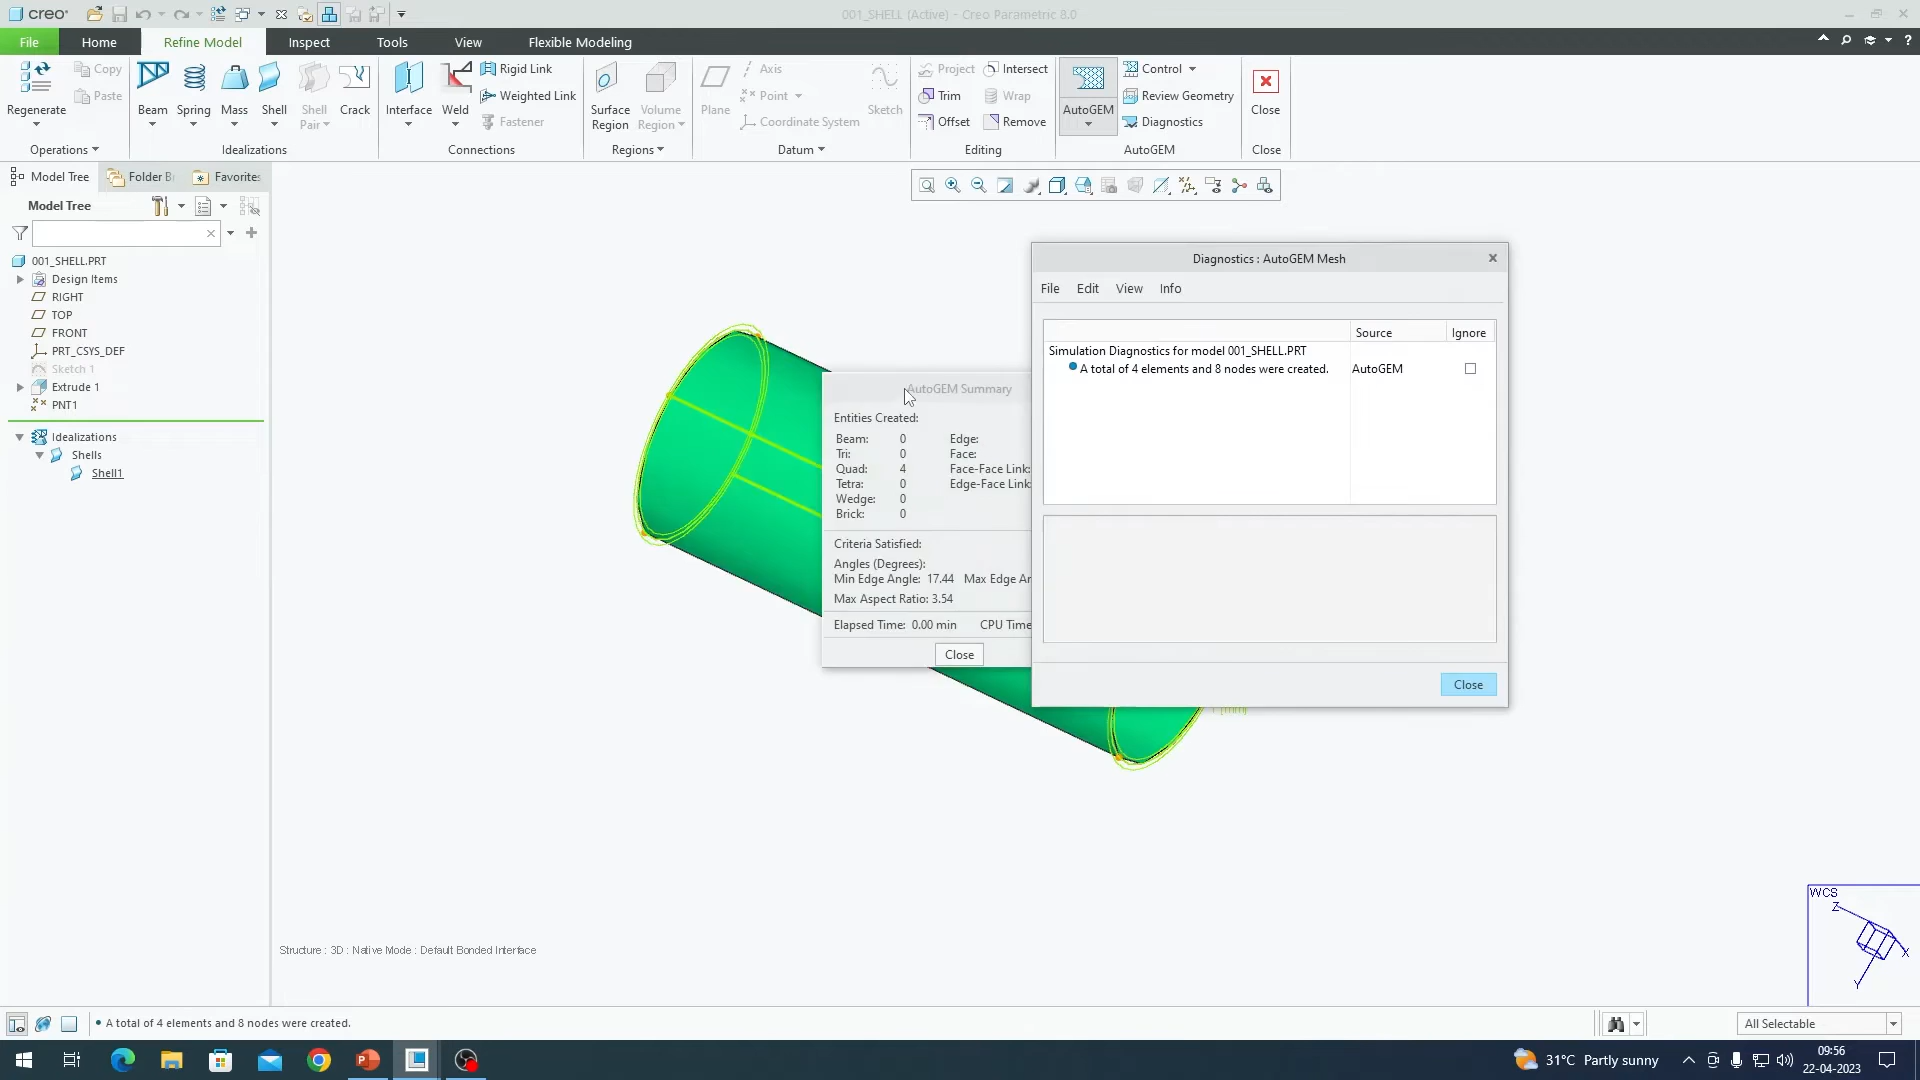 creo
001_SHELL (Active) - Creo Parametric 8.0
File
Home
Refine Model
Inspect
Tools
View
Flexible Modeling
Regenerate
Copy
Paste
Operations
Beam
Spring
Mass
Shell
Shell
Pair
Crack
Idealizations
Interface
Weld
Rigid Link
Weighted Link
Fastener
Connections
Surface
Region
Volume
Region
Regions
Plane
Axis
Point
Coordinate System
Sketch
Datum
Project
Intersect
Trim
Wrap
Offset
Remove
Editing
AutoGEM
Control
Review Geometry
Diagnostics
AutoGEM
Close
Close
Model Tree
Folder B
Favorites
Model Tree
001_SHELL.PRT
Design Items
RIGHT
TOP
FRONT
PRT_CSYS_DEF
Sketch 1
Extrude 1
PNT1
Idealizations
Shells
Shell1
AutoGEM Summary
Entities Created:
Beam: 0 Edge:
Tri: 0 Face:
Quad: 4 Face-Face Link:
Tetra: 0 Edge-Face Link:
Wedge: 0
Brick: 0
Criteria Satisfied:
Angles (Degrees):
Min Edge Angle: 17.44 Max Edge Ar
Max Aspect Ratio: 3.54
Elapsed Time: 0.00 min CPU Time
Close
Diagnostics : AutoGEM Mesh
File Edit View Info
Source Ignore
Simulation Diagnostics for model 001_SHELL.PRT
A total of 4 elements and 8 nodes were created. AutoGEM
Close
WCS
Z
X
Y
Structure : 3D : Native Mode : Default Bonded Interface
• A total of 4 elements and 8 nodes were created.
All Selectable
31°C Partly sunny
09:56
22-04-2023